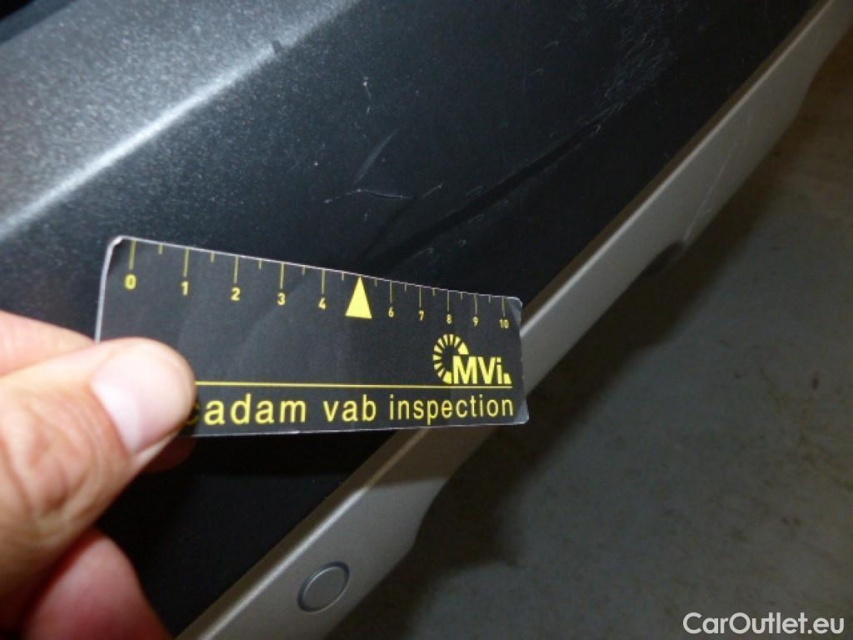 0 1 2 3 4 6 7 8 9 10
MVi
adam vab inspection
CarOutlet.eu